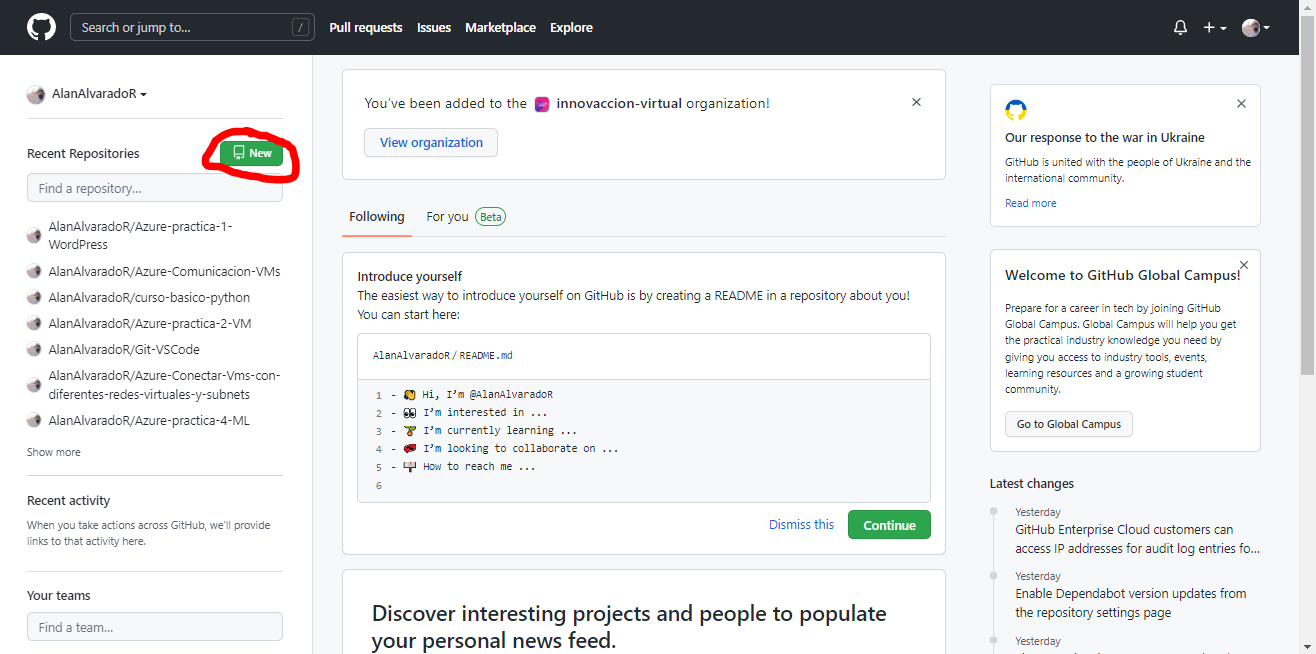 Search or jump to... /
Pull requests
Issues
Marketplace
Explore
AlanAlvaradoR
Recent Repositories
New
Find a repository...
AlanAlvaradoR/Azure-practica-1-
WordPress
AlanAlvaradoR/Azure-Comunicacion-VMs
AlanAlvaradoR/curso-basico-python
AlanAlvaradoR/Azure-practica-2-VM
AlanAlvaradoR/Git-VSCode
AlanAlvaradoR/Azure-Conectar-Vms-con-
diferentes-redes-virtuales-y-subnets
AlanAlvaradoR/Azure-practica-4-ML
Show more
Recent activity
When you take actions across GitHub, we'll provide
links to that activity here.
Your teams
Find a team...
You've been added to the innovaccion-virtual organization!
View organization
Following
For you Beta
Introduce yourself
The easiest way to introduce yourself on GitHub is by creating a README in a repository about you!
You can start here:
AlanAlvaradoR / README.md
1 - 👋 Hi, I'm @AlanAlvaradoR
2 - 👀 I'm interested in ...
3 - 🌱 I'm currently learning ...
4 - 💞️ I'm looking to collaborate on ...
5 - 📫 How to reach me ...
6
Dismiss this
Continue
Discover interesting projects and people to populate
your personal news feed.
Our response to the war in Ukraine
GitHub is united with the people of Ukraine and the
international community.
Read more
Welcome to GitHub Global Campus!
Prepare for a career in tech by joining GitHub
Global Campus. Global Campus will help you get
the practical industry knowledge you need by
giving you access to industry tools, events,
learning resources and a growing student
community.
Go to Global Campus
Latest changes
Yesterday
GitHub Enterprise Cloud customers can
access IP addresses for audit log entries fo...
Yesterday
Enable Dependabot version updates from
the repository settings page
Yesterday